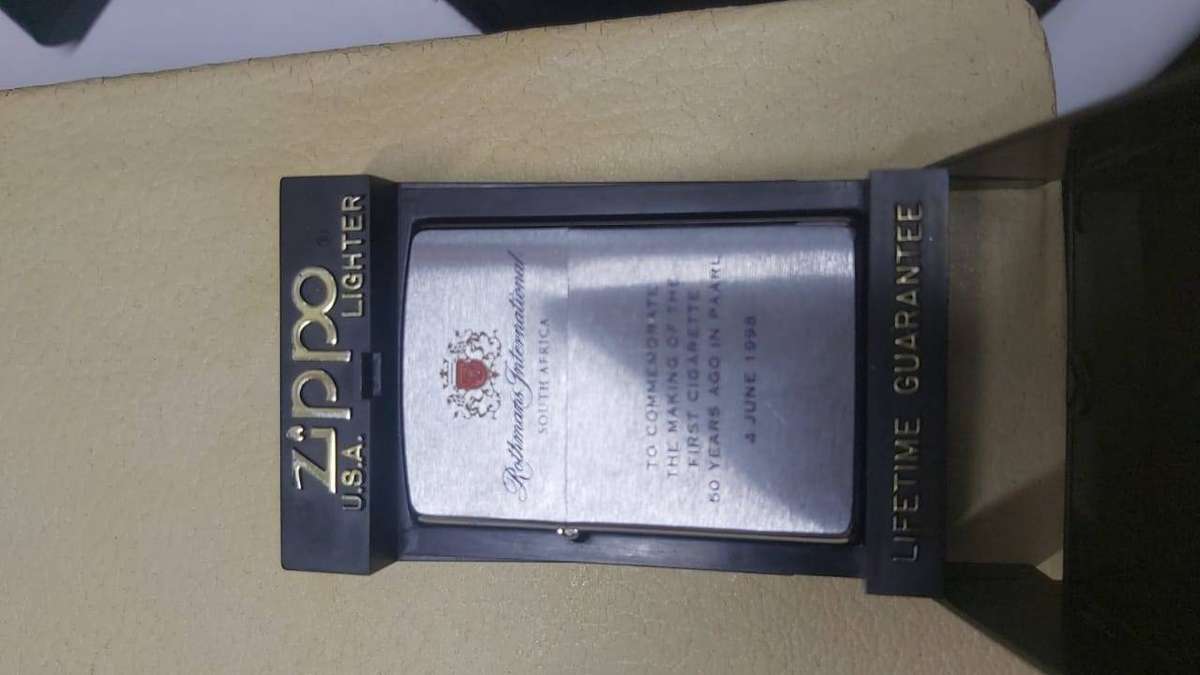 Zippo®
U.S.A. LIGHTER
Rothmans International
SOUTH AFRICA
TO COMMEMORATE
THE MAKING OF THE
FIRST CIGARETTE
50 YEARS AGO IN PAARL
4 JUNE 1998
LIFETIME GUARANTEE